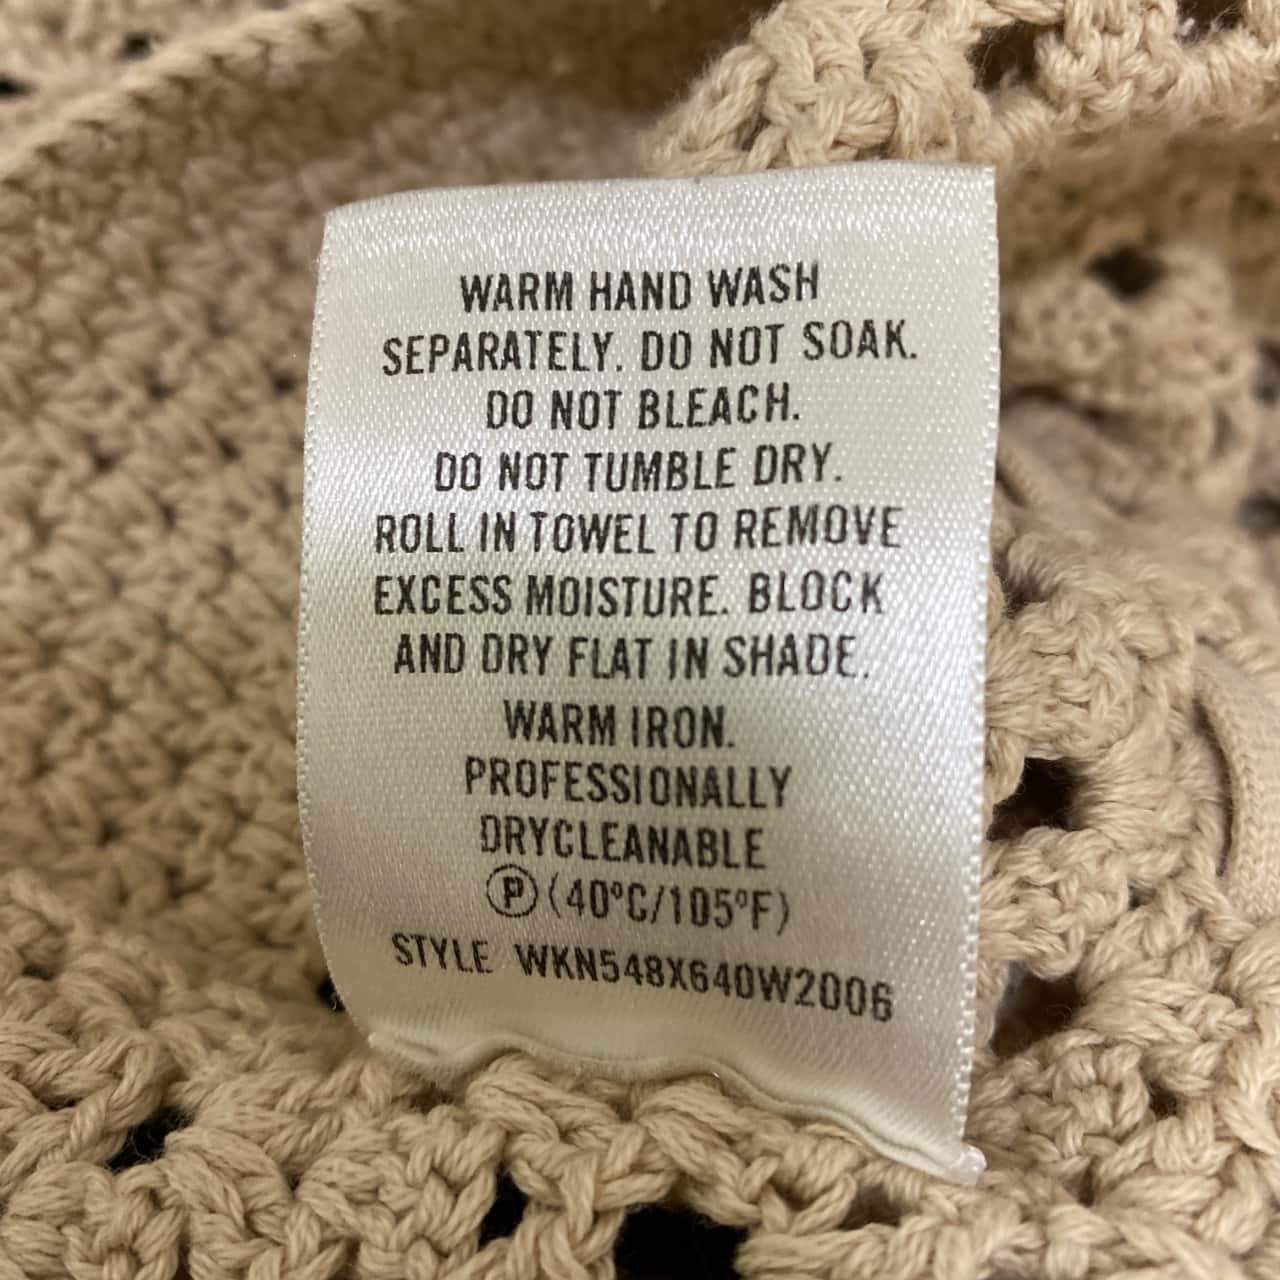 WARM HAND WASH
SEPARATELY. DO NOT SOAK.
DO NOT BLEACH.
DO NOT TUMBLE DRY.
ROLL IN TOWEL TO REMOVE
EXCESS MOISTURE. BLOCK
AND DRY FLAT IN SHADE.
WARM IRON.
PROFESSIONALLY
DRYCLEANABLE
Ⓟ (40°C/105°F)
STYLE WKN548X640W2006